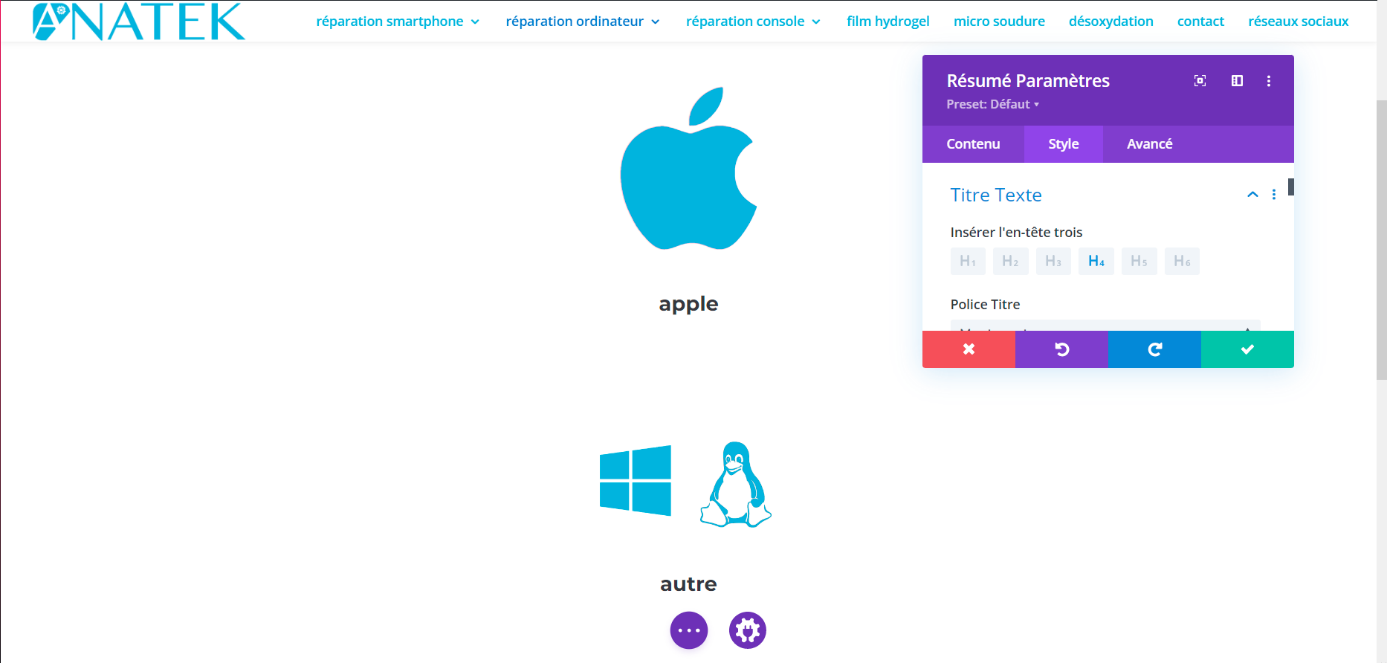 ANATEK
réparation smartphone réparation ordinateur réparation console film hydrogel micro soudure désoxydation contact réseaux sociaux
Résumé Paramètres
Preset: Défaut
Contenu Style Avancé
Titre Texte
Insérer l'en-tête trois
H1 H2 H3 H4 H5 H6
Police Titre
apple
autre